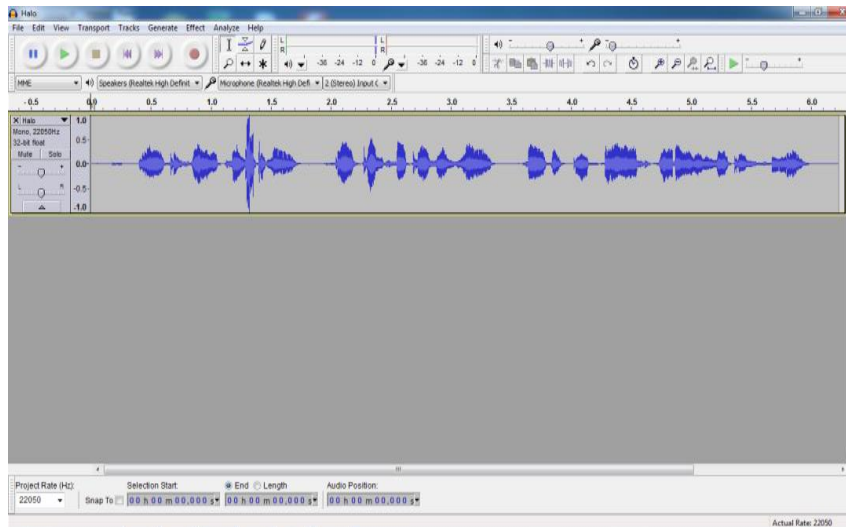 Halo
File Edit View Transport Tracks Generate Effect Analyze Help
L R L R
-36 -24 -12 0 -36 -24 -12 0
MME Speakers (Realtek High Definit Microphone (Realtek High Defi 2 (Stereo) Input C
- 0.5 0.0 0.5 1.0 1.5 2.0 2.5 3.0 3.5 4.0 4.5 5.0 5.5 6.0
X Halo 1.0
Mono, 22050Hz
32-bit float 0.5
Mute Solo
- + 0.0
L R -0.5
-1.0
Project Rate (Hz): Selection Start: End Length Audio Position:
22050 Snap To 00 h 00 m 00,000 s 00 h 00 m 00,000 s 00 h 00 m 00,000 s
Actual Rate: 22050